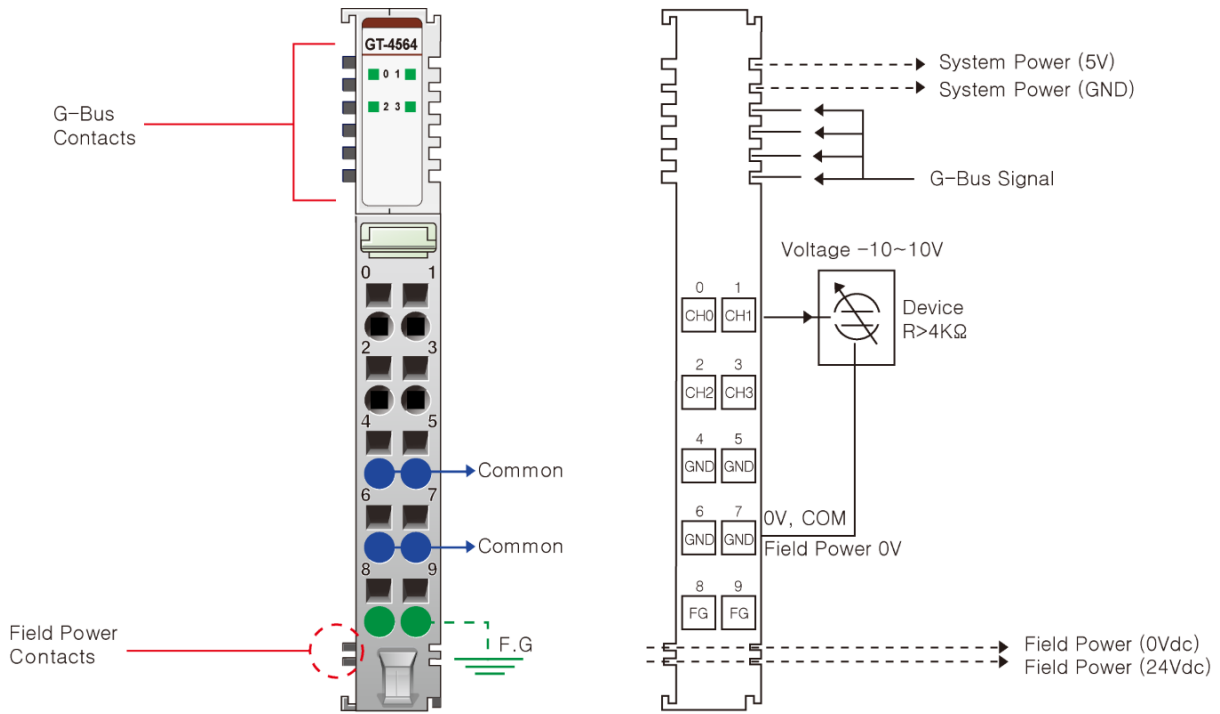 GT-4564
0 1
2 3
G-Bus
Contacts
0 1
2 3
4 5
Common
6 7
Common
8 9
F.G
Field Power
Contacts
System Power (5V)
System Power (GND)
G-Bus Signal
Voltage -10~10V
Device
R>4KΩ
0 1
CH0 CH1
2 3
CH2 CH3
4 5
GND GND
6 7
GND GND
0V, COM
Field Power 0V
8 9
FG FG
Field Power (0Vdc)
Field Power (24Vdc)